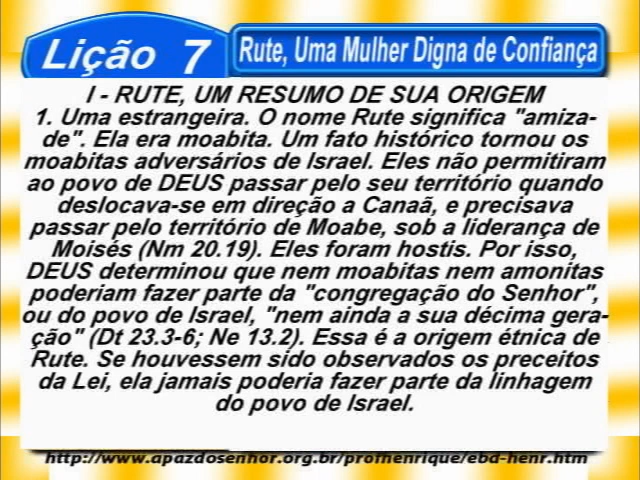 Lição 7
Rute, Uma Mulher Digna de Confiança
I - RUTE, UM RESUMO DE SUA ORIGEM
1. Uma estrangeira. O nome Rute significa "amiza-
de". Ela era moabita. Um fato histórico tornou os
moabitas adversários de Israel. Eles não permitiram
ao povo de DEUS passar pelo seu território quando
deslocava-se em direção a Canaã, e precisava
passar pelo território de Moabe, sob a liderança de
Moisés (Nm 20.19). Eles foram hostis. Por isso,
DEUS determinou que nem moabitas nem amonitas
poderiam fazer parte da "congregação do Senhor",
ou do povo de Israel, "nem ainda a sua décima gera-
ção" (Dt 23.3-6; Ne 13.2). Essa é a origem étnica de
Rute. Se houvessem sido observados os preceitos
da Lei, ela jamais poderia fazer parte da linhagem
do povo de Israel.
http://www.apazdosenhor.org.br/profhenrique/ebd-henr.htm